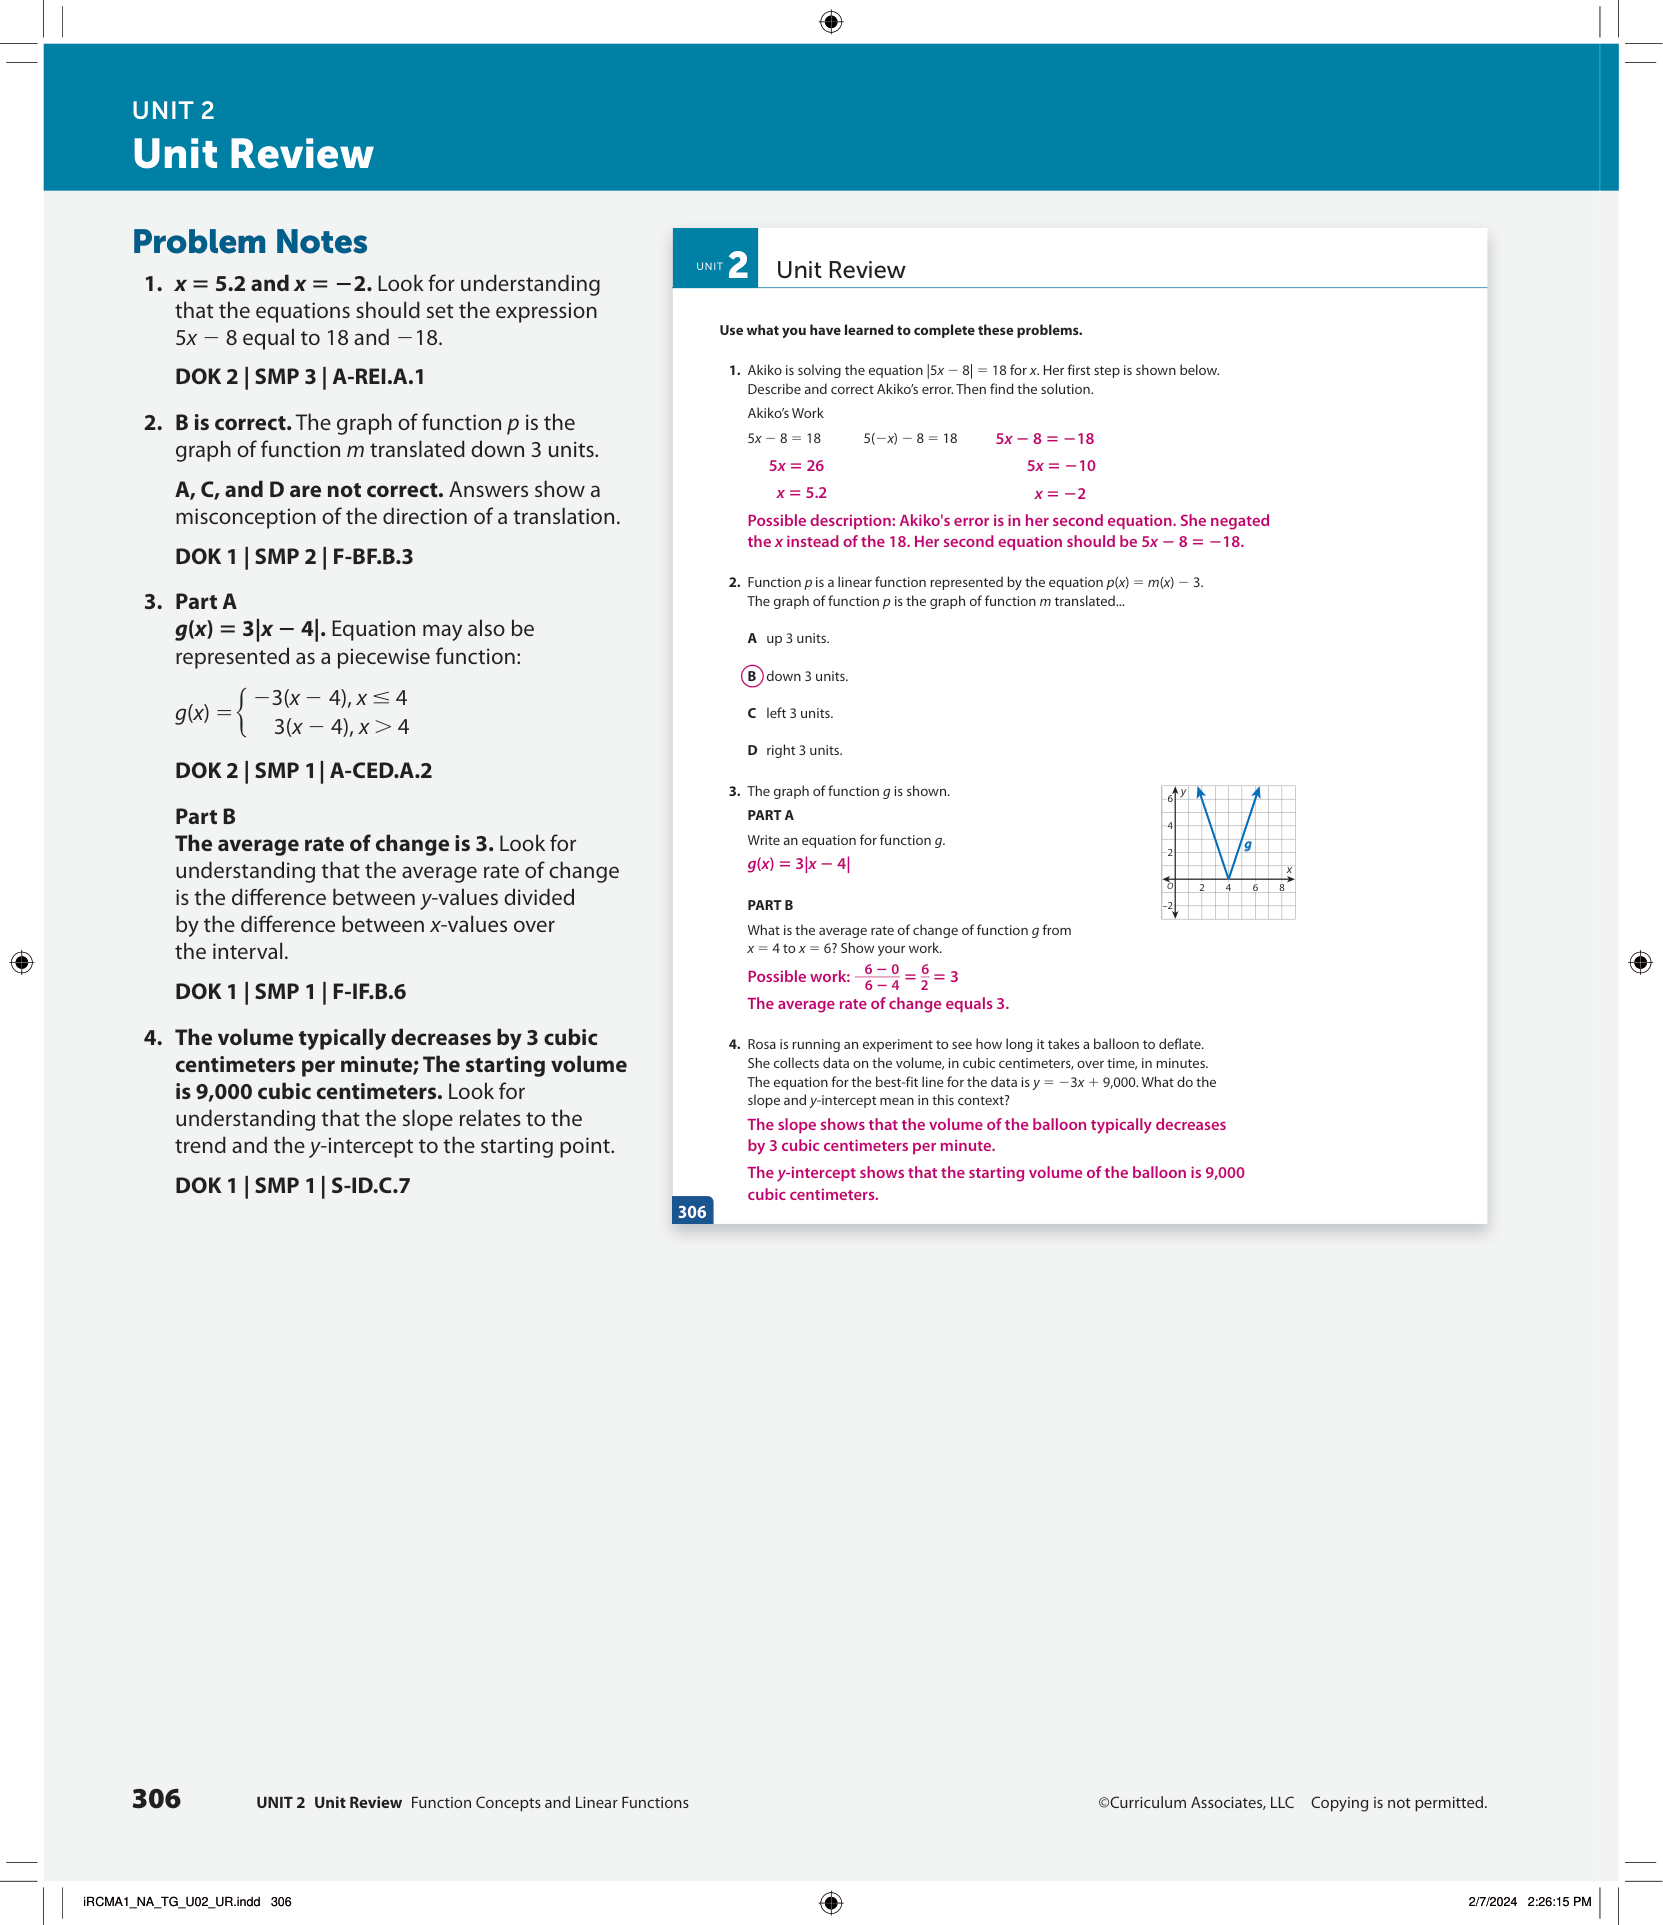 UNIT 2
Unit Review
Problem Notes
1. x = 5.2 and x = −2. Look for understanding
that the equations should set the expression
5x − 8 equal to 18 and −18.
DOK 2 | SMP 3 | A-REI.A.1
2. B is correct. The graph of function p is the
graph of function m translated down 3 units.
A, C, and D are not correct. Answers show a
misconception of the direction of a translation.
DOK 1 | SMP 2 | F-BF.B.3
3. Part A
g(x) = 3|x − 4|. Equation may also be
represented as a piecewise function:
g(x) = { −3(x − 4), x ≤ 4
3(x − 4), x > 4
DOK 2 | SMP 1 | A-CED.A.2
Part B
The average rate of change is 3. Look for
understanding that the average rate of change
is the difference between y-values divided
by the difference between x-values over
the interval.
DOK 1 | SMP 1 | F-IF.B.6
4. The volume typically decreases by 3 cubic
centimeters per minute; The starting volume
is 9,000 cubic centimeters. Look for
understanding that the slope relates to the
trend and the y-intercept to the starting point.
DOK 1 | SMP 1 | S-ID.C.7
UNIT 2 Unit Review
Use what you have learned to complete these problems.
1. Akiko is solving the equation |5x − 8| = 18 for x. Her first step is shown below.
Describe and correct Akiko’s error. Then find the solution.
Akiko’s Work
5x − 8 = 18 5(−x) − 8 = 18 5x − 8 = −18
5x = 26 5x = −10
x = 5.2 x = −2
Possible description: Akiko's error is in her second equation. She negated
the x instead of the 18. Her second equation should be 5x − 8 = −18.
2. Function p is a linear function represented by the equation p(x) = m(x) − 3.
The graph of function p is the graph of function m translated...
A up 3 units.
B down 3 units.
C left 3 units.
D right 3 units.
3. The graph of function g is shown.
PART A
Write an equation for function g.
g(x) = 3|x − 4|
y
6
4
2
g
x
O 2 4 6 8
−2
PART B
What is the average rate of change of function g from
x = 4 to x = 6? Show your work.
Possible work: 6 − 0 / 6 − 4 = 6 / 2 = 3
The average rate of change equals 3.
4. Rosa is running an experiment to see how long it takes a balloon to deflate.
She collects data on the volume, in cubic centimeters, over time, in minutes.
The equation for the best-fit line for the data is y = −3x + 9,000. What do the
slope and y-intercept mean in this context?
The slope shows that the volume of the balloon typically decreases
by 3 cubic centimeters per minute.
The y-intercept shows that the starting volume of the balloon is 9,000
cubic centimeters.
306
306 UNIT 2 Unit Review Function Concepts and Linear Functions ©Curriculum Associates, LLC Copying is not permitted.
iRCMA1_NA_TG_U02_UR.indd 306 2/7/2024 2:26:15 PM